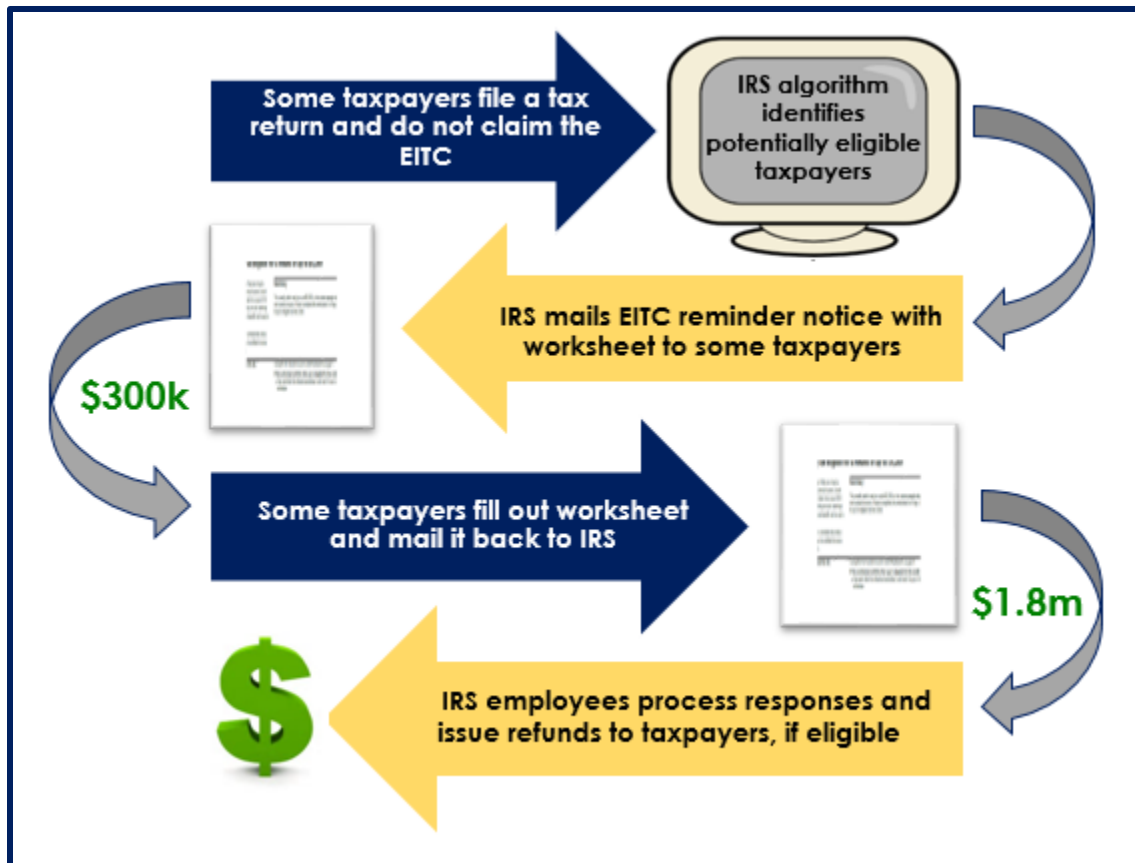 Some taxpayers file a tax
return and do not claim the
EITC
IRS algorithm
identifies
potentially eligible
taxpayers
IRS mails EITC reminder notice with
worksheet to some taxpayers
$300k
Some taxpayers fill out worksheet
and mail it back to IRS
$1.8m
IRS employees process responses and
issue refunds to taxpayers, if eligible
$